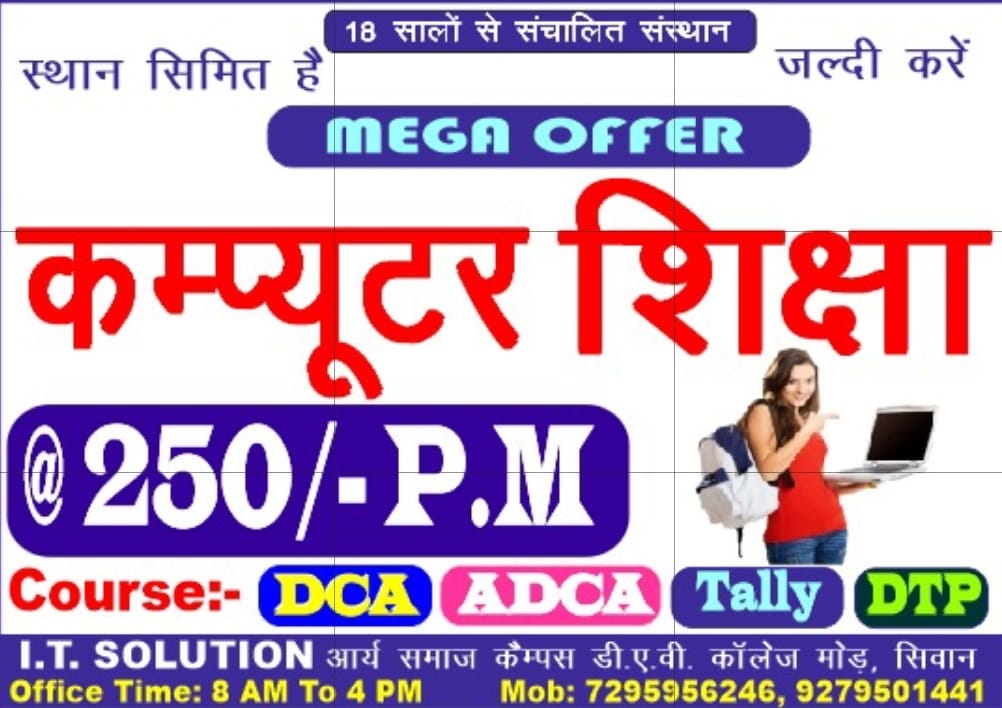 18 सालों से संचालित संस्थान
स्थान सिमित है
जल्दी करें
MEGA OFFER
कम्प्यूटर शिक्षा
@ 250/- P.M
Course:- DCA ADCA Tally DTP
I.T. SOLUTION आर्य समाज कैम्पस डी.ए.वी. कॉलेज मोड़, सिवान
Office Time: 8 AM To 4 PM Mob: 7295956246, 9279501441